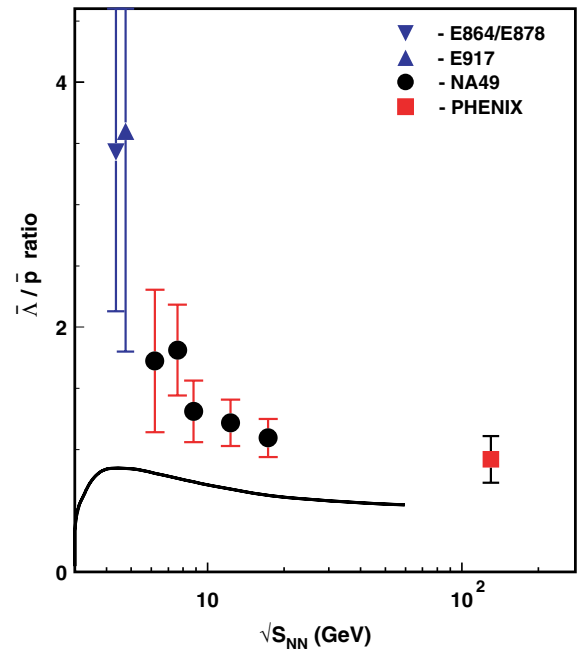 - E864/E878
- E917
- NA49
- PHENIX
4
2
0
Λ̄ / p̄ ratio
10
10²
√S_NN (GeV)